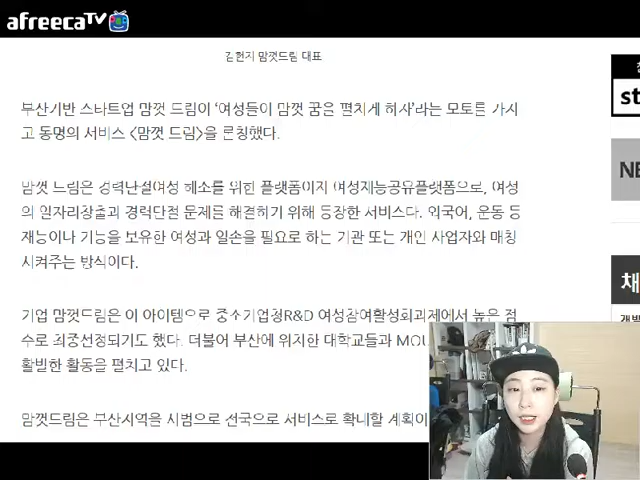 afreecaTV
김현지 맘껏드림 대표
부산기반 스타트업 맘껏 드림이 '여성들이 맘껏 꿈을 펼치게 하자'라는 모토를 가지
고 동명의 서비스 <맘껏 드림>을 론칭했다.
맘껏 드림은 경력단절여성 해소를 위한 플랫폼이자 여성재능공유플랫폼으로, 여성
의 일자리창출과 경력단절 문제를 해결하기 위해 등장한 서비스다. 외국어, 운동 등
재능이나 기능을 보유한 여성과 일손을 필요로 하는 기관 또는 개인 사업자와 매칭
시켜주는 방식이다.
기업 맘껏드림은 이 아이템으로 중소기업청R&D 여성참여활성화과제에서 높은 점
수로 최종선정되기도 했다. 더불어 부산에 위치한 대학교들과 MOU
활발한 활동을 펼치고 있다.
맘껏드림은 부산지역을 시범으로 전국으로 서비스로 확대할 계획이
st
NE
채